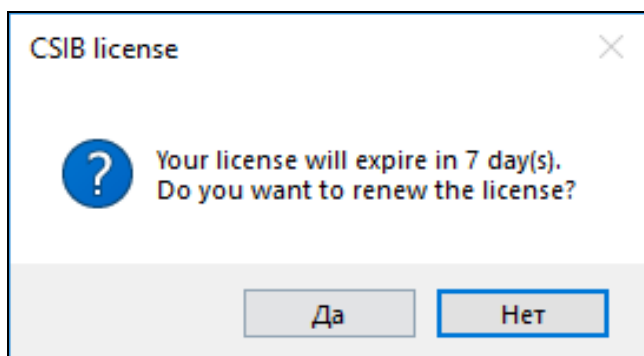 CSIB license
Your license will expire in 7 day(s).
Do you want to renew the license?
Да
Нет